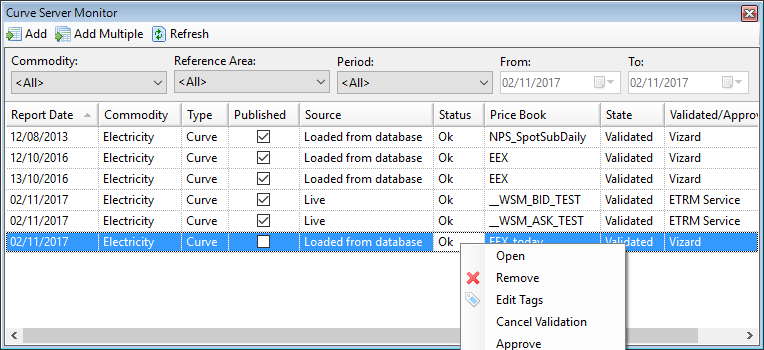 Curve Server Monitor
Add Add Multiple Refresh
Commodity: Reference Area: Period: From: To:
<All> <All> <All> 02/11/2017 02/11/2017
Report Date Commodity Type Published Source Status Price Book State Validated/Approv
12/08/2013 Electricity Curve Loaded from database Ok NPS_SpotSubDaily Validated Vizard
12/10/2016 Electricity Curve Loaded from database Ok EEX Validated Vizard
13/10/2016 Electricity Curve Loaded from database Ok EEX Validated Vizard
02/11/2017 Electricity Curve Live Ok __WSM_BID_TEST Validated ETRM Service
02/11/2017 Electricity Curve Live Ok __WSM_ASK_TEST Validated ETRM Service
02/11/2017 Electricity Curve Loaded from database Ok EEX_today Validated Vizard
Open
Remove
Edit Tags
Cancel Validation
Approve